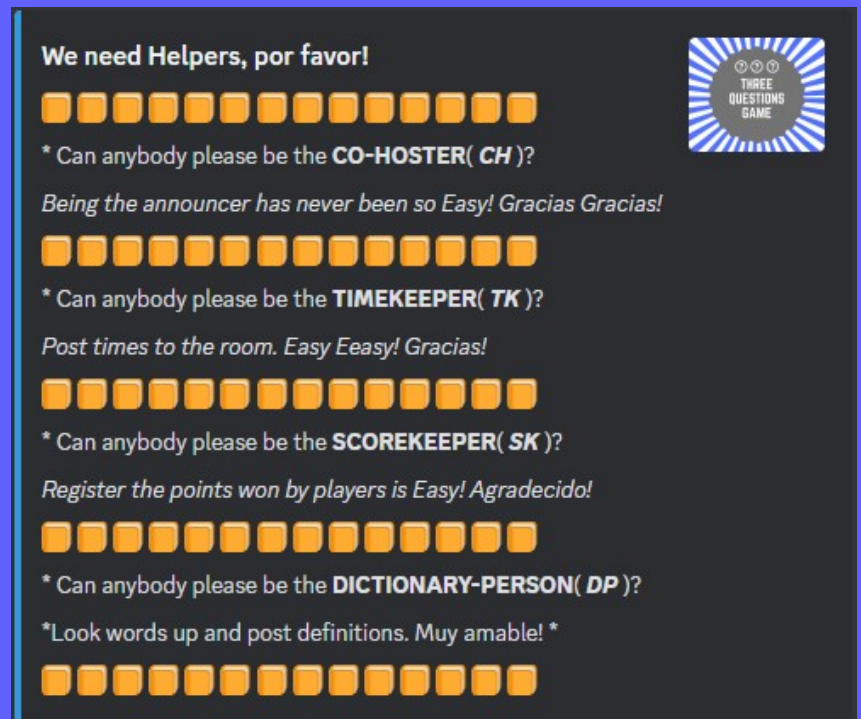 We need Helpers, por favor!
THREE
QUESTIONS
GAME
* Can anybody please be the CO-HOSTER( CH )?
Being the announcer has never been so Easy! Gracias Gracias!
* Can anybody please be the TIMEKEEPER( TK )?
Post times to the room. Easy Eeasy! Gracias!
* Can anybody please be the SCOREKEEPER( SK )?
Register the points won by players is Easy! Agradecido!
* Can anybody please be the DICTIONARY-PERSON( DP )?
*Look words up and post definitions. Muy amable! *